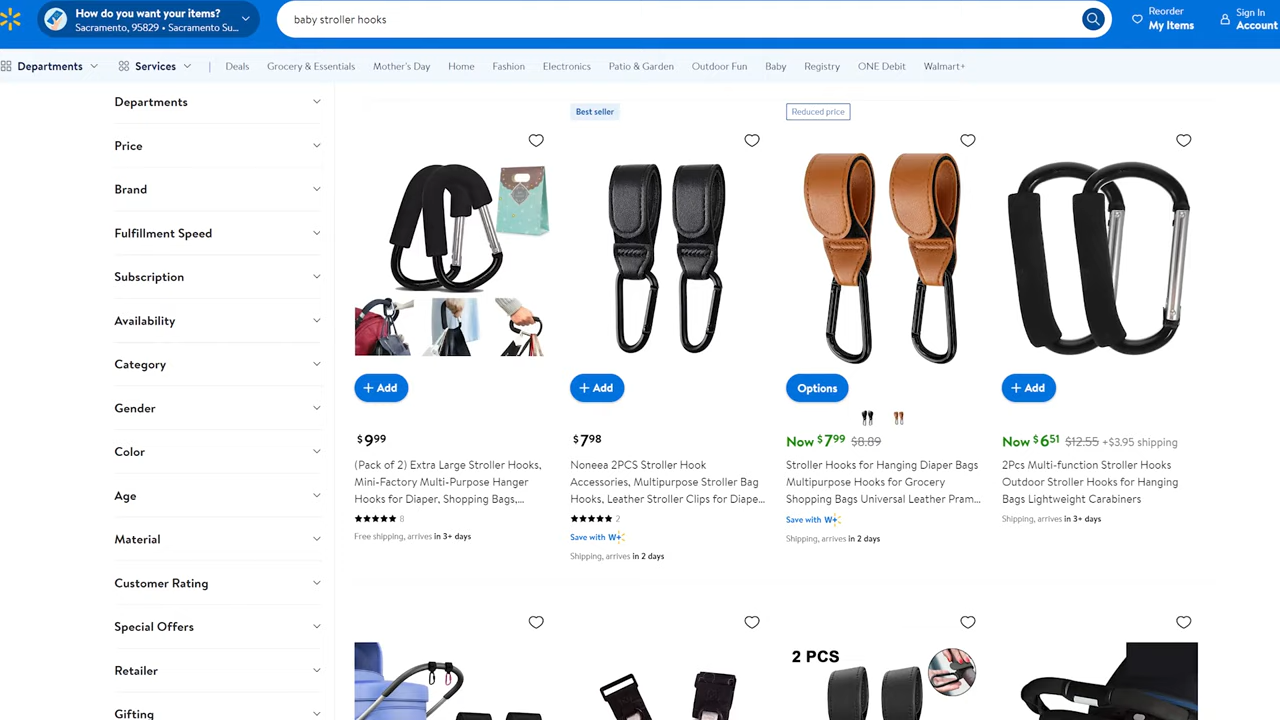 How do you want your items?
Sacramento, 95829 • Sacramento Su...
baby stroller hooks
Reorder
My Items
Sign In
Account
Departments
Services
Deals
Grocery & Essentials
Mother's Day
Home
Fashion
Electronics
Patio & Garden
Outdoor Fun
Baby
Registry
ONE Debit
Walmart+
Departments
Price
Brand
Fulfillment Speed
Subscription
Availability
Category
Gender
Color
Age
Material
Customer Rating
Special Offers
Retailer
Gifting
+ Add
$9.99
(Pack of 2) Extra Large Stroller Hooks,
Mini-Factory Multi-Purpose Hanger
Hooks for Diaper, Shopping Bags,...
8
Free shipping, arrives in 3+ days
Best seller
+ Add
$7.98
Noneea 2PCS Stroller Hook
Accessories, Multipurpose Stroller Bag
Hooks, Leather Stroller Clips for Diape...
2
Save with W+
Shipping, arrives in 2 days
Reduced price
Options
Now $7.99 $8.89
Stroller Hooks for Hanging Diaper Bags
Multipurpose Hooks for Grocery
Shopping Bags Universal Leather Pram...
Save with W+
Shipping, arrives in 2 days
+ Add
Now $6.51 $12.55 +$3.95 shipping
2Pcs Multi-function Stroller Hooks
Outdoor Stroller Hooks for Hanging
Bags Lightweight Carabiners
Shipping, arrives in 3+ days
2 PCS